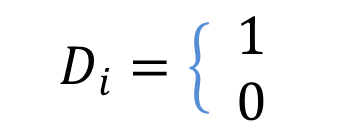 D_i = { 1
0